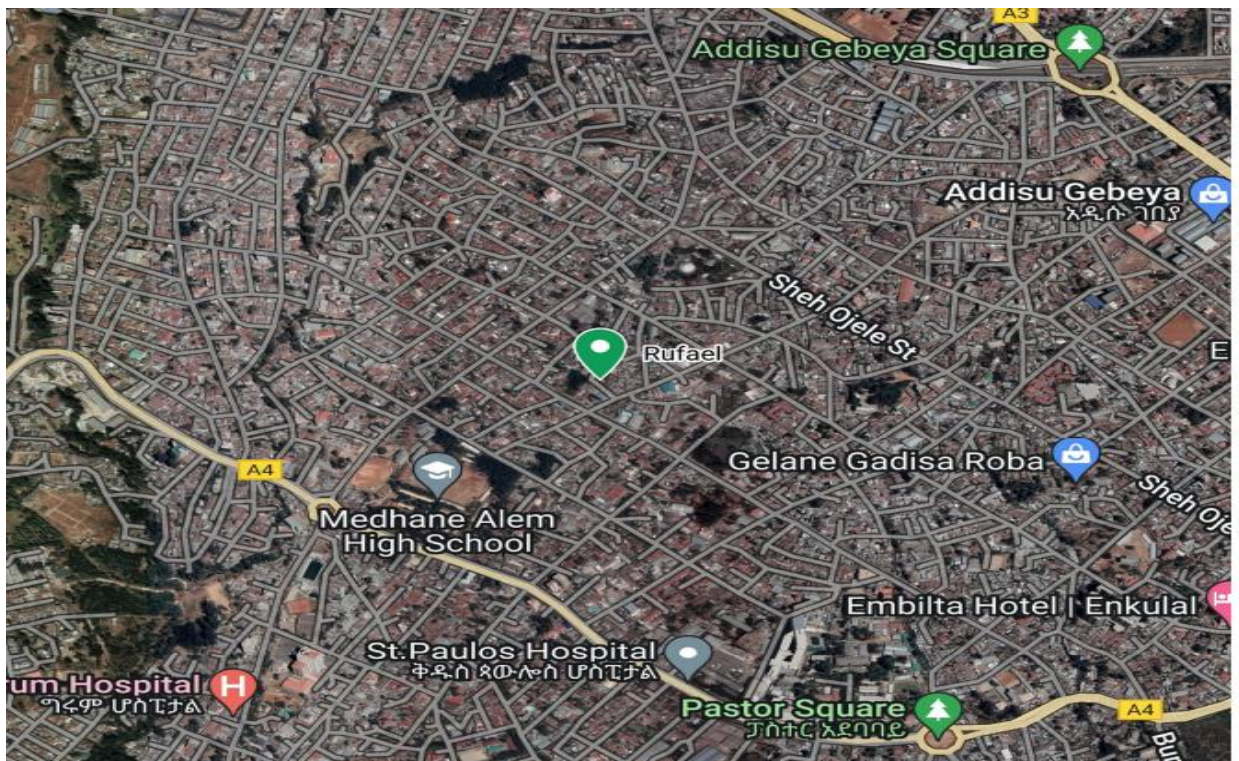 A3
Addisu Gebeya Square
Addisu Gebeya
አዲሱ ገበያ
Sheh Ojele St
Rufael
E
Gelane Gadisa Roba
A4
Sheh Oje
Medhane Alem
High School
Embilta Hotel | Enkulal
St.Paulos Hospital
ቅዱስ ጳውሎስ ሆስፒታል
um Hospital
ግሩም ሆስፒታል
Pastor Square
ፓስተር አደባባይ
A4
Bur